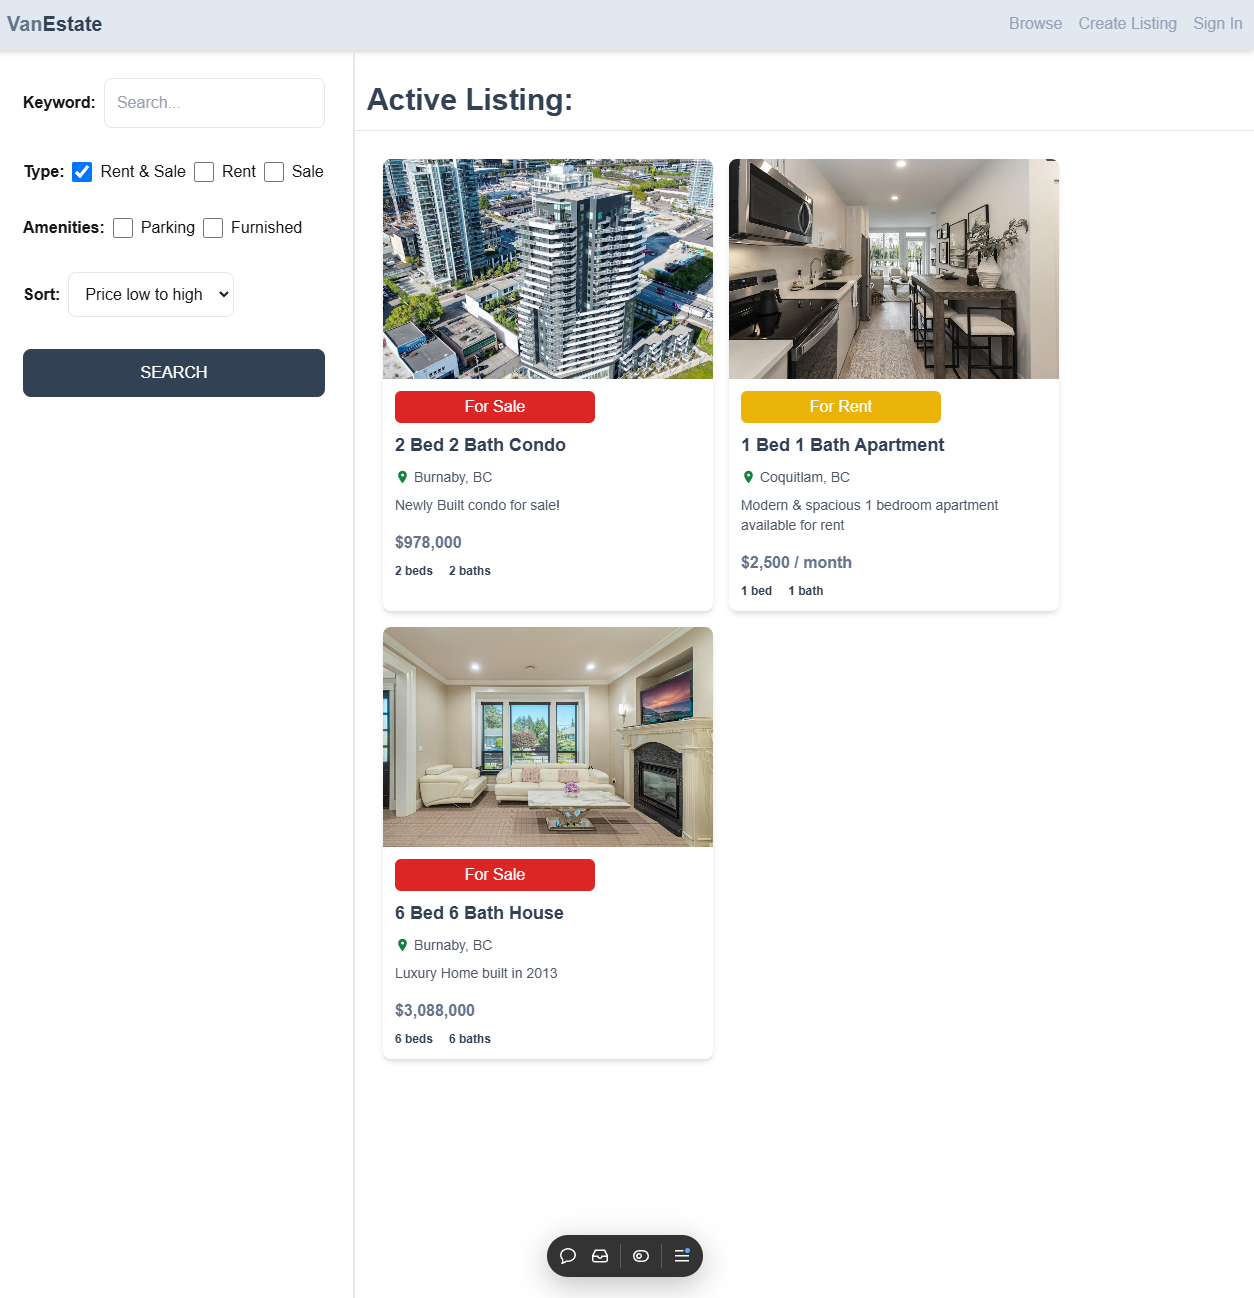 VanEstate
Browse Create Listing Sign In
Keyword: Search...
Type: Rent & Sale Rent Sale
Amenities: Parking Furnished
Sort: Price low to high
SEARCH
Active Listing:
For Sale
2 Bed 2 Bath Condo
Burnaby, BC
Newly Built condo for sale!
$978,000
2 beds 2 baths
For Rent
1 Bed 1 Bath Apartment
Coquitlam, BC
Modern & spacious 1 bedroom apartment
available for rent
$2,500 / month
1 bed 1 bath
For Sale
6 Bed 6 Bath House
Burnaby, BC
Luxury Home built in 2013
$3,088,000
6 beds 6 baths